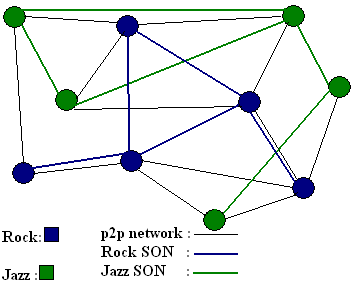 Rock: p2p network :
Rock SON :
Jazz : Jazz SON :